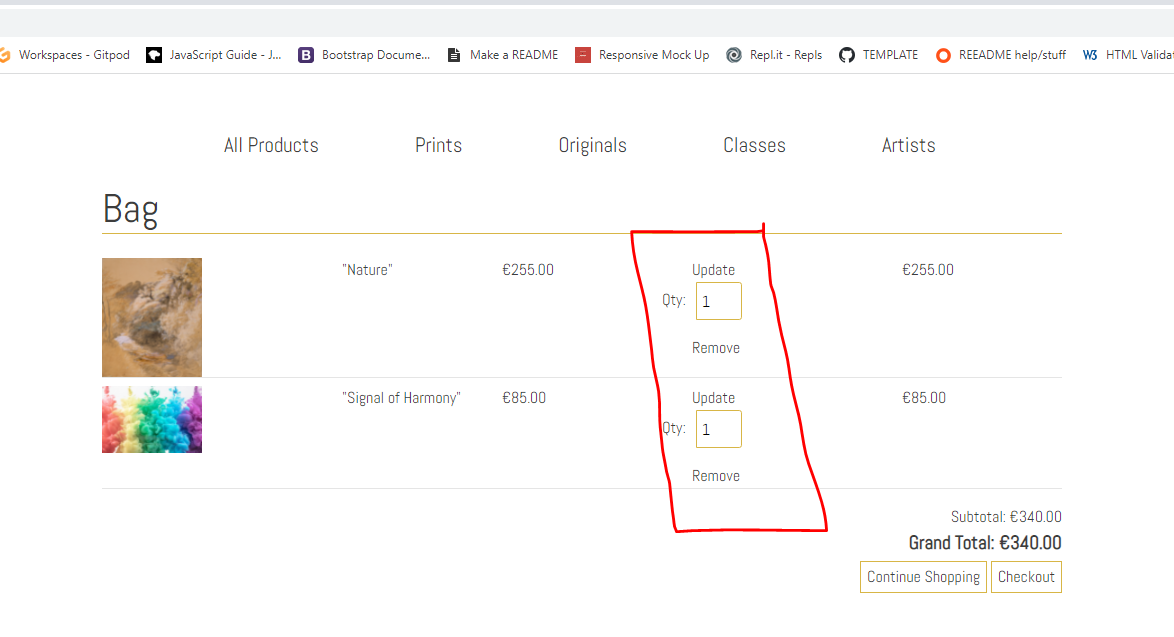 Workspaces - Gitpod JavaScript Guide - J... B Bootstrap Docume... Make a README Responsive Mock Up Repl.it - Repls TEMPLATE REEADME help/stuff W3 HTML Valida
All Products Prints Originals Classes Artists
Bag
"Nature" €255.00 Update €255.00
Qty: 1
Remove
"Signal of Harmony" €85.00 Update €85.00
Qty: 1
Remove
Subtotal: €340.00
Grand Total: €340.00
Continue Shopping Checkout